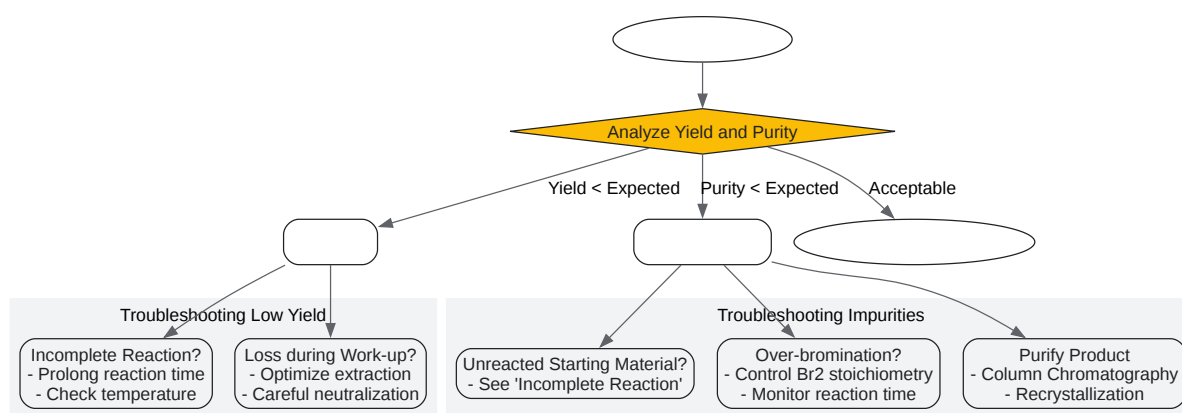 Analyze Yield and Purity
Yield < Expected
Purity < Expected
Acceptable
Troubleshooting Low Yield
Incomplete Reaction?
- Prolong reaction time
- Check temperature
Loss during Work-up?
- Optimize extraction
- Careful neutralization
Troubleshooting Impurities
Unreacted Starting Material?
- See 'Incomplete Reaction'
Over-bromination?
- Control Br2 stoichiometry
- Monitor reaction time
Purify Product
- Column Chromatography
- Recrystallization